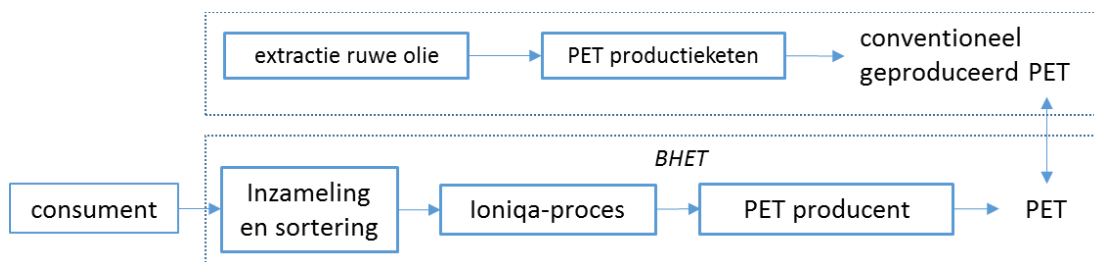 extractie ruwe olie
PET productieketen
conventioneel
geproduceerd PET
BHET
consument
Inzameling
en sortering
Ioniqa-proces
PET producent
PET